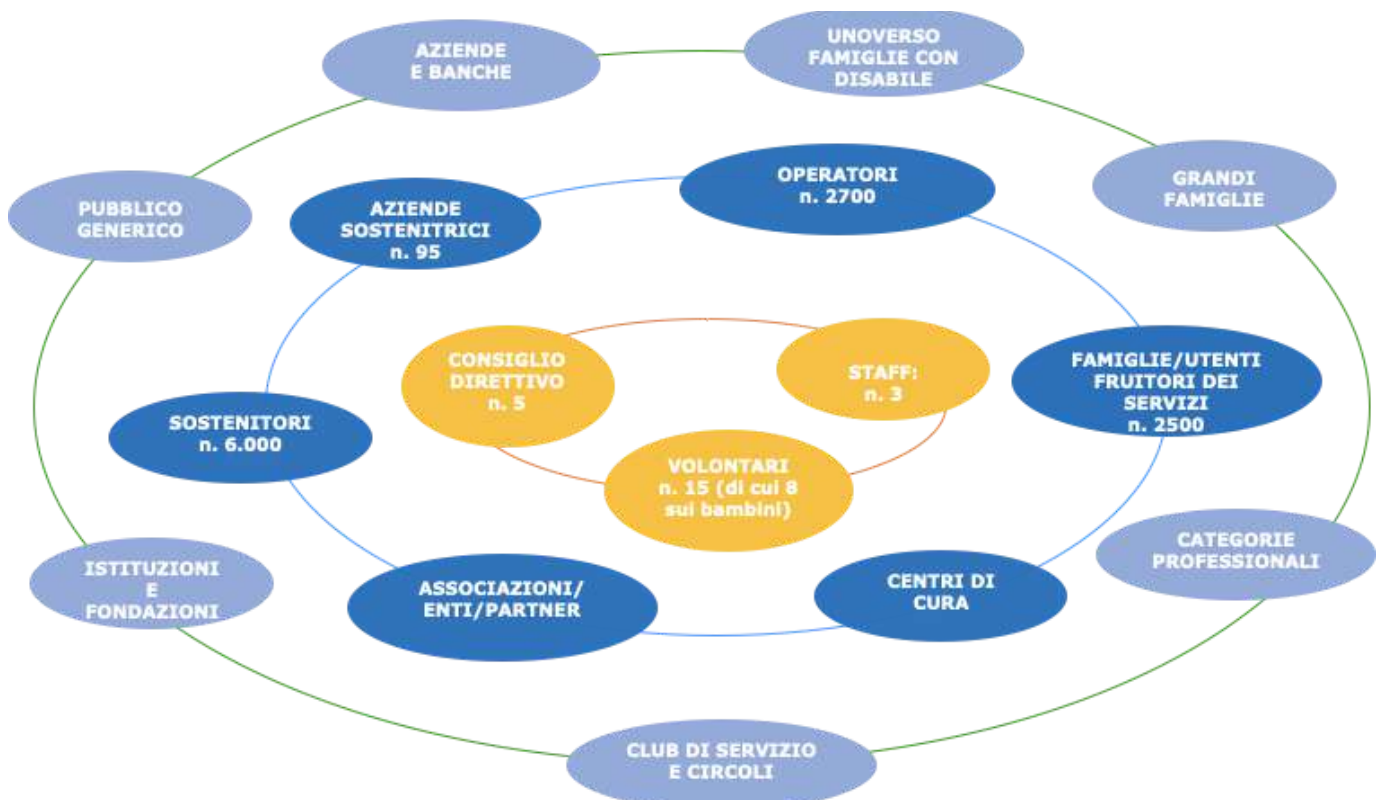 AZIENDE
E BANCHE
UNOVERSO
FAMIGLIE CON
DISABILE
PUBBLICO
GENERICO
AZIENDE
SOSTENITRICI
n. 95
OPERATORI
n. 2700
GRANDI
FAMIGLIE
CONSIGLIO
DIRETTIVO
n. 5
STAFF:
n. 3
FAMIGLIE/UTENTI
FRUITORI DEI
SERVIZI
n. 2500
SOSTENITORI
n. 6.000
VOLONTARI
n. 15 (di cui 8
sui bambini)
ISTITUZIONI
E
FONDAZIONI
ASSOCIAZIONI/
ENTI/PARTNER
CENTRI DI
CURA
CATEGORIE
PROFESSIONALI
CLUB DI SERVIZIO
E CIRCOLI